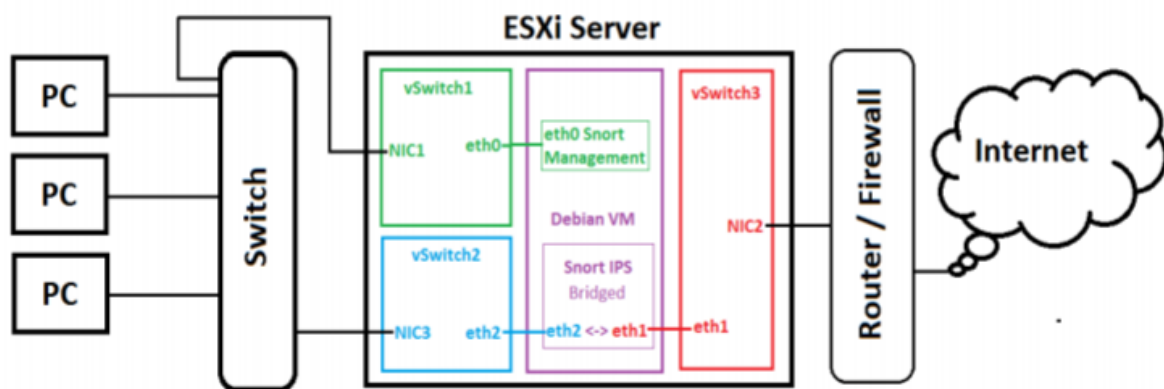 ESXi Server
PC
PC
PC
Switch
vSwitch1
NIC1
eth0
vSwitch2
NIC3
eth2
eth0 Snort
Management
Debian VM
Snort IPS
Bridged
eth2 <-> eth1
vSwitch3
NIC2
eth1
Router / Firewall
Internet